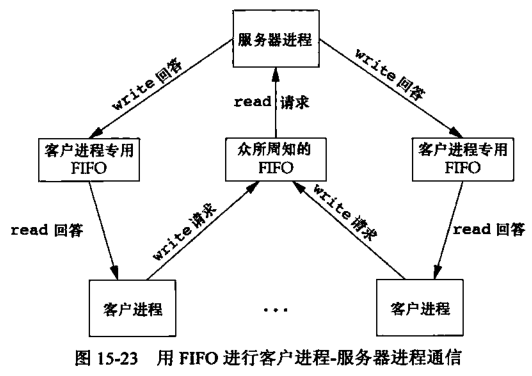 服务器进程
write 回答
read 请求
write 回答
客户进程专用
FIFO
众所周知的
FIFO
客户进程专用
FIFO
read 回答
write 请求
write 请求
read 回答
客户进程
...
客户进程
图 15-23 用 FIFO 进行客户进程-服务器进程通信